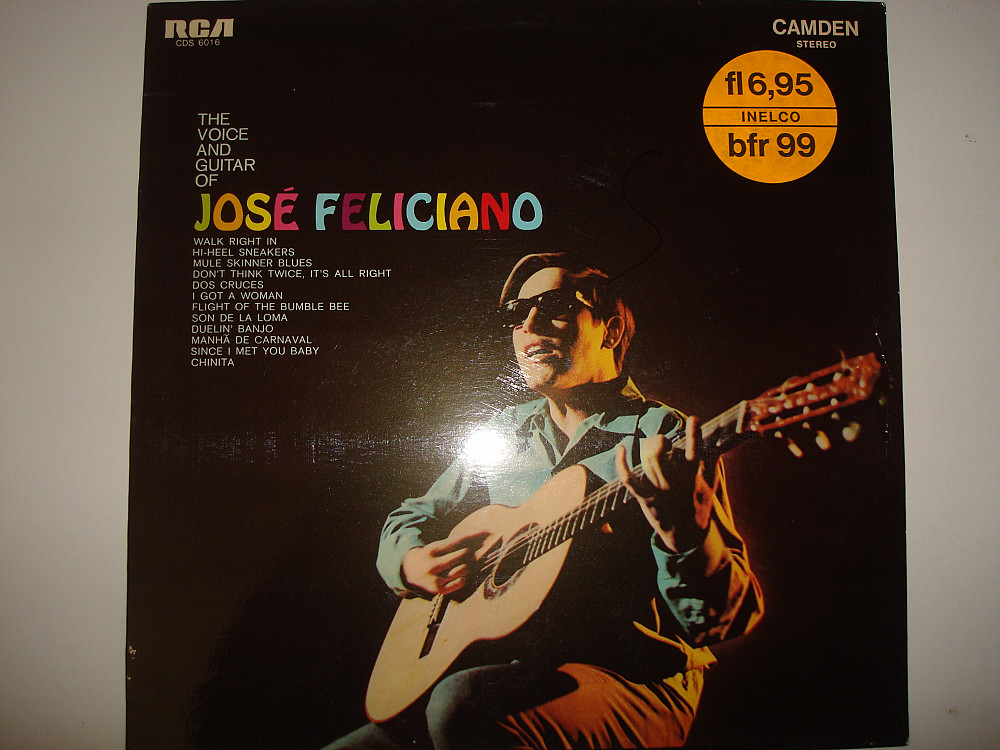 RCA
CDS 6016
CAMDEN
STEREO
fl 6,95
INELCO
bfr 99
THE
VOICE
AND
GUITAR
OF
JOSÉ FELICIANO
WALK RIGHT IN
HI-HEEL SNEAKERS
MULE SKINNER BLUES
DON'T THINK TWICE, IT'S ALL RIGHT
DOS CRUCES
I GOT A WOMAN
FLIGHT OF THE BUMBLE BEE
SON DE LA LOMA
DUELIN' BANJO
MANHÃ DE CARNAVAL
SINCE I MET YOU BABY
CHINITA